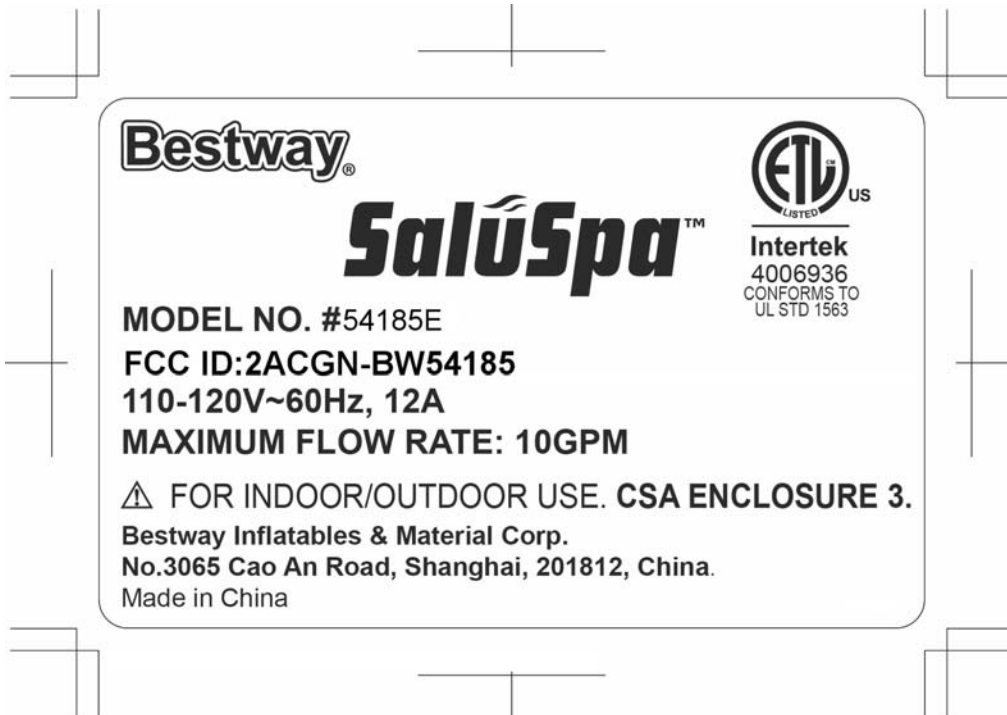 Bestway®
SalúSpa™
ETL CM
LISTED
US
Intertek
4006936
CONFORMS TO
UL STD 1563
MODEL NO. #54185E
FCC ID:2ACGN-BW54185
110-120V~60Hz, 12A
MAXIMUM FLOW RATE: 10GPM
⚠ FOR INDOOR/OUTDOOR USE. CSA ENCLOSURE 3.
Bestway Inflatables & Material Corp.
No.3065 Cao An Road, Shanghai, 201812, China.
Made in China